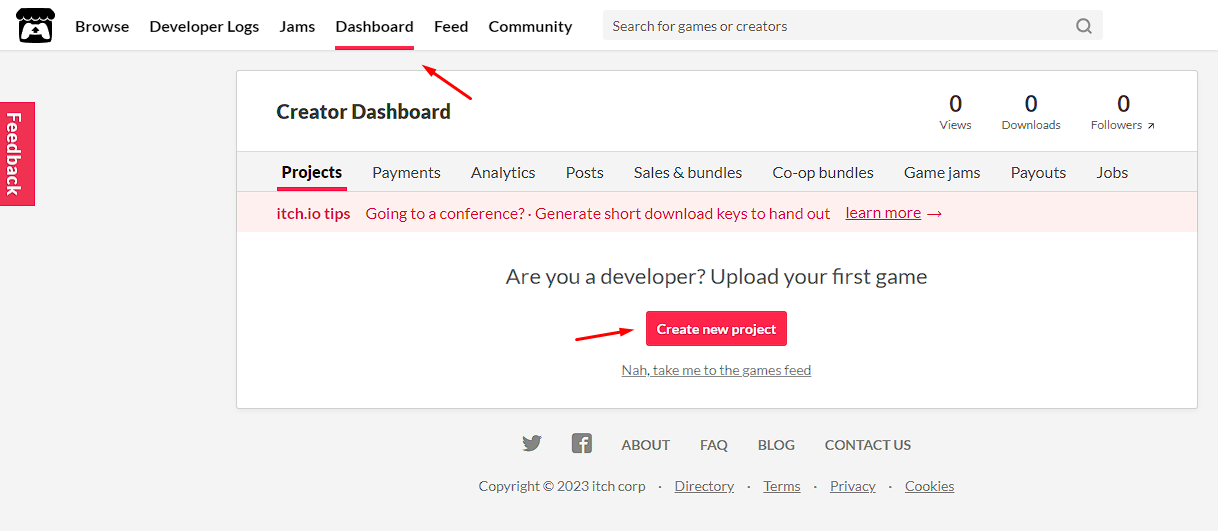 Browse Developer Logs Jams Dashboard Feed Community Search for games or creators
Feedback
Creator Dashboard
0 0 0
Views Downloads Followers ↗
Projects Payments Analytics Posts Sales & bundles Co-op bundles Game jams Payouts Jobs
itch.io tips Going to a conference? · Generate short download keys to hand out learn more →
Are you a developer? Upload your first game
Create new project
Nah, take me to the games feed
ABOUT FAQ BLOG CONTACT US
Copyright © 2023 itch corp · Directory · Terms · Privacy · Cookies